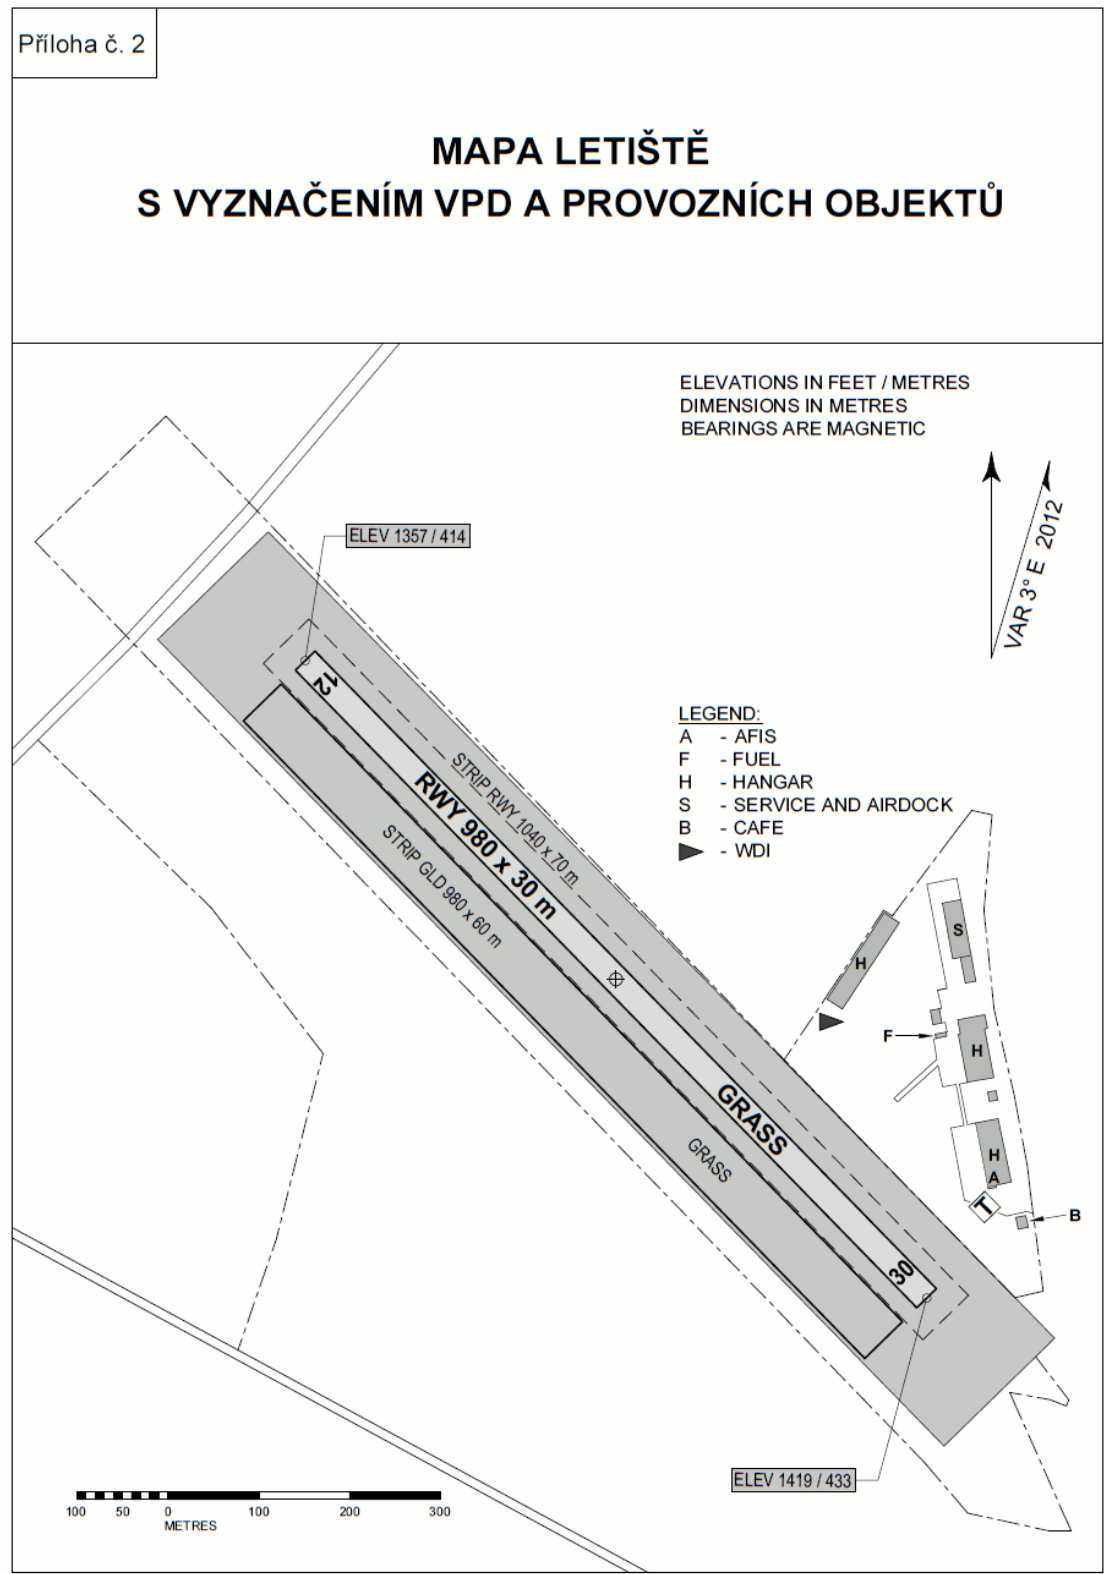 Příloha č. 2
MAPA LETIŠTĚ
S VYZNAČENÍM VPD A PROVOZNÍCH OBJEKTŮ
ELEVATIONS IN FEET / METRES
DIMENSIONS IN METRES
BEARINGS ARE MAGNETIC
VAR 3° E 2012
ELEV 1357 / 414
12
STRIP RWY 1040 x 70 m
RWY 980 x 30 m
STRIP GLD 980 x 60 m
GRASS
GRASS
30
LEGEND:
A - AFIS
F - FUEL
H - HANGAR
S - SERVICE AND AIRDOCK
B - CAFE
- WDI
S
H
F
H
H
A
T
B
ELEV 1419 / 433
100 50 0 100 200 300
METRES